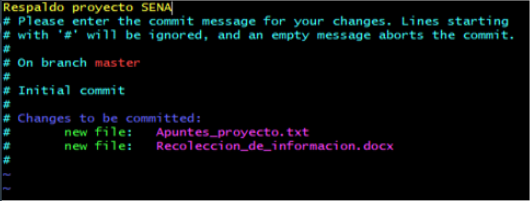 Respaldo proyecto SENA
# Please enter the commit message for your changes. Lines starting
# with '#' will be ignored, and an empty message aborts the commit.
#
# On branch master
#
# Initial commit
#
# Changes to be committed:
#       new file:   Apuntes_proyecto.txt
#       new file:   Recoleccion_de_informacion.docx
#
~
~